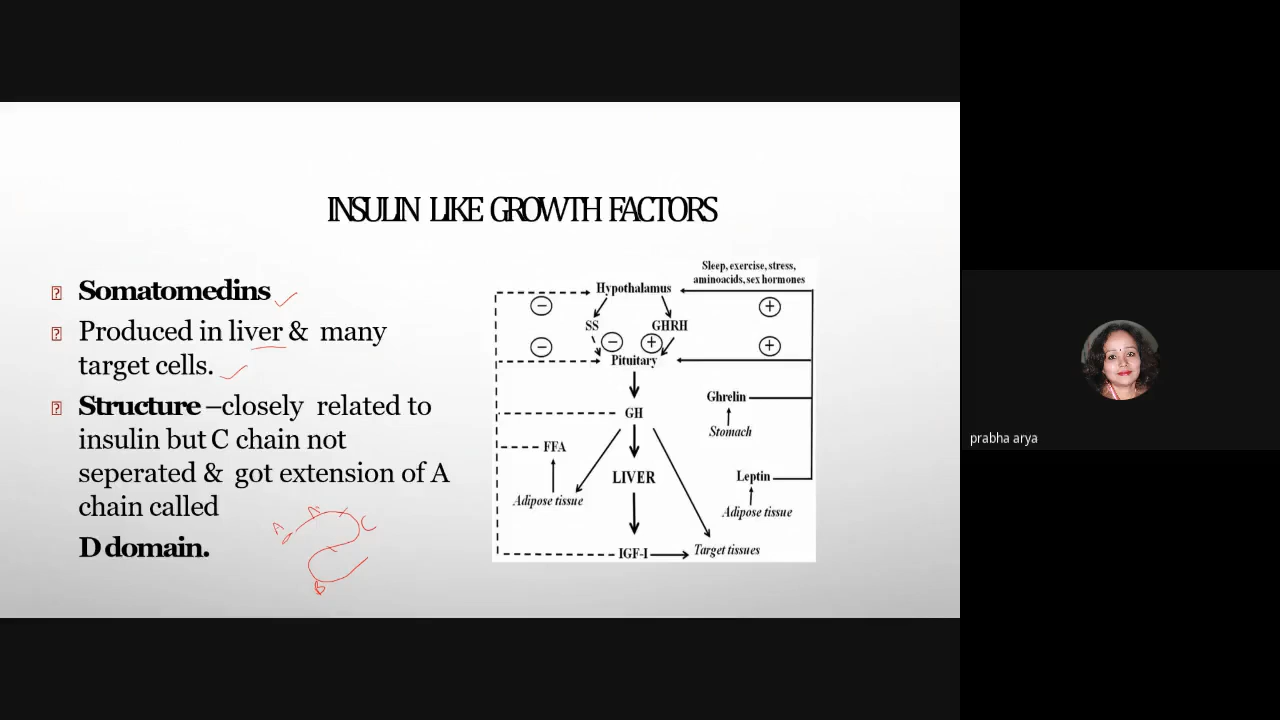 INSULIN LIKE GROWTH FACTORS
Somatomedins
Produced in liver & many
target cells.
Structure –closely related to
insulin but C chain not
seperated & got extension of A
chain called
D domain.
A
A
C
B
Sleep, exercise, stress,
aminoacids, sex hormones
Hypothalamus
− +
SS GHRH
− − + +
Pituitary
Ghrelin
GH
Stomach
FFA
LIVER
Leptin
Adipose tissue
Adipose tissue
IGF-I
Target tissues
prabha arya